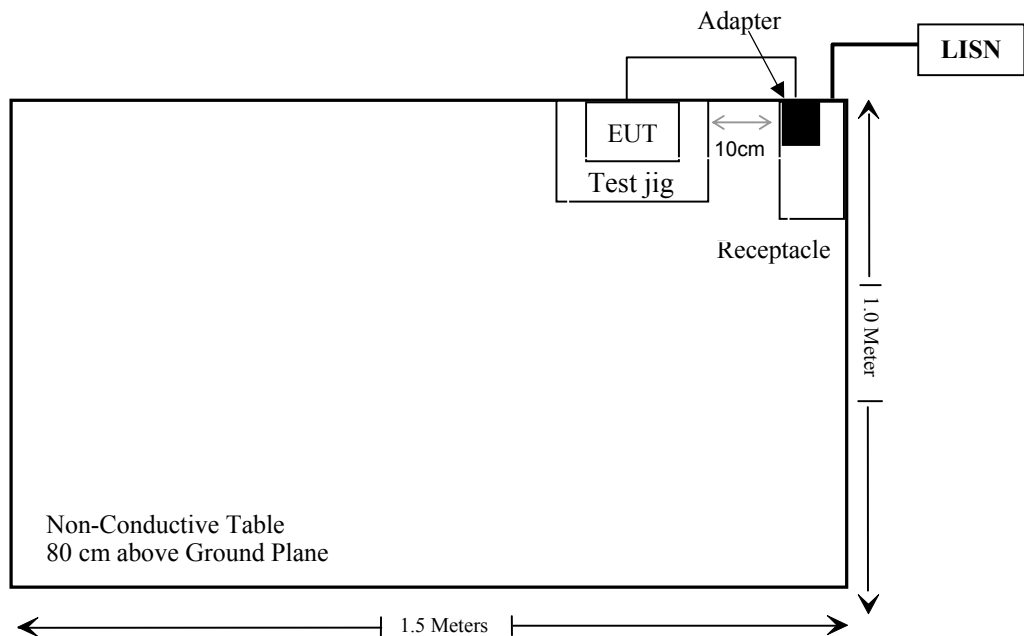 Adapter
LISN
EUT
10cm
Test jig
Receptacle
1.0 Meter
Non-Conductive Table
80 cm above Ground Plane
1.5 Meters